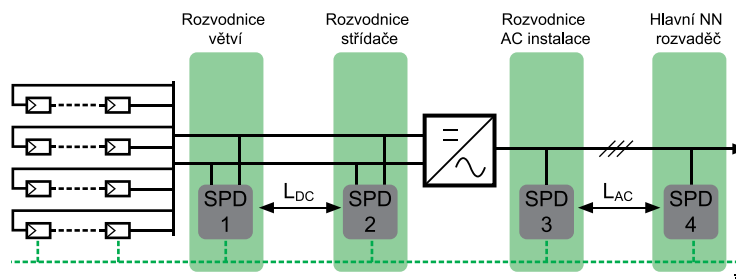 Rozvodnice
větví
Rozvodnice
střídače
Rozvodnice
AC instalace
Hlavní NN
rozvaděč
SPD
1
LDC
SPD
2
SPD
3
LAC
SPD
4